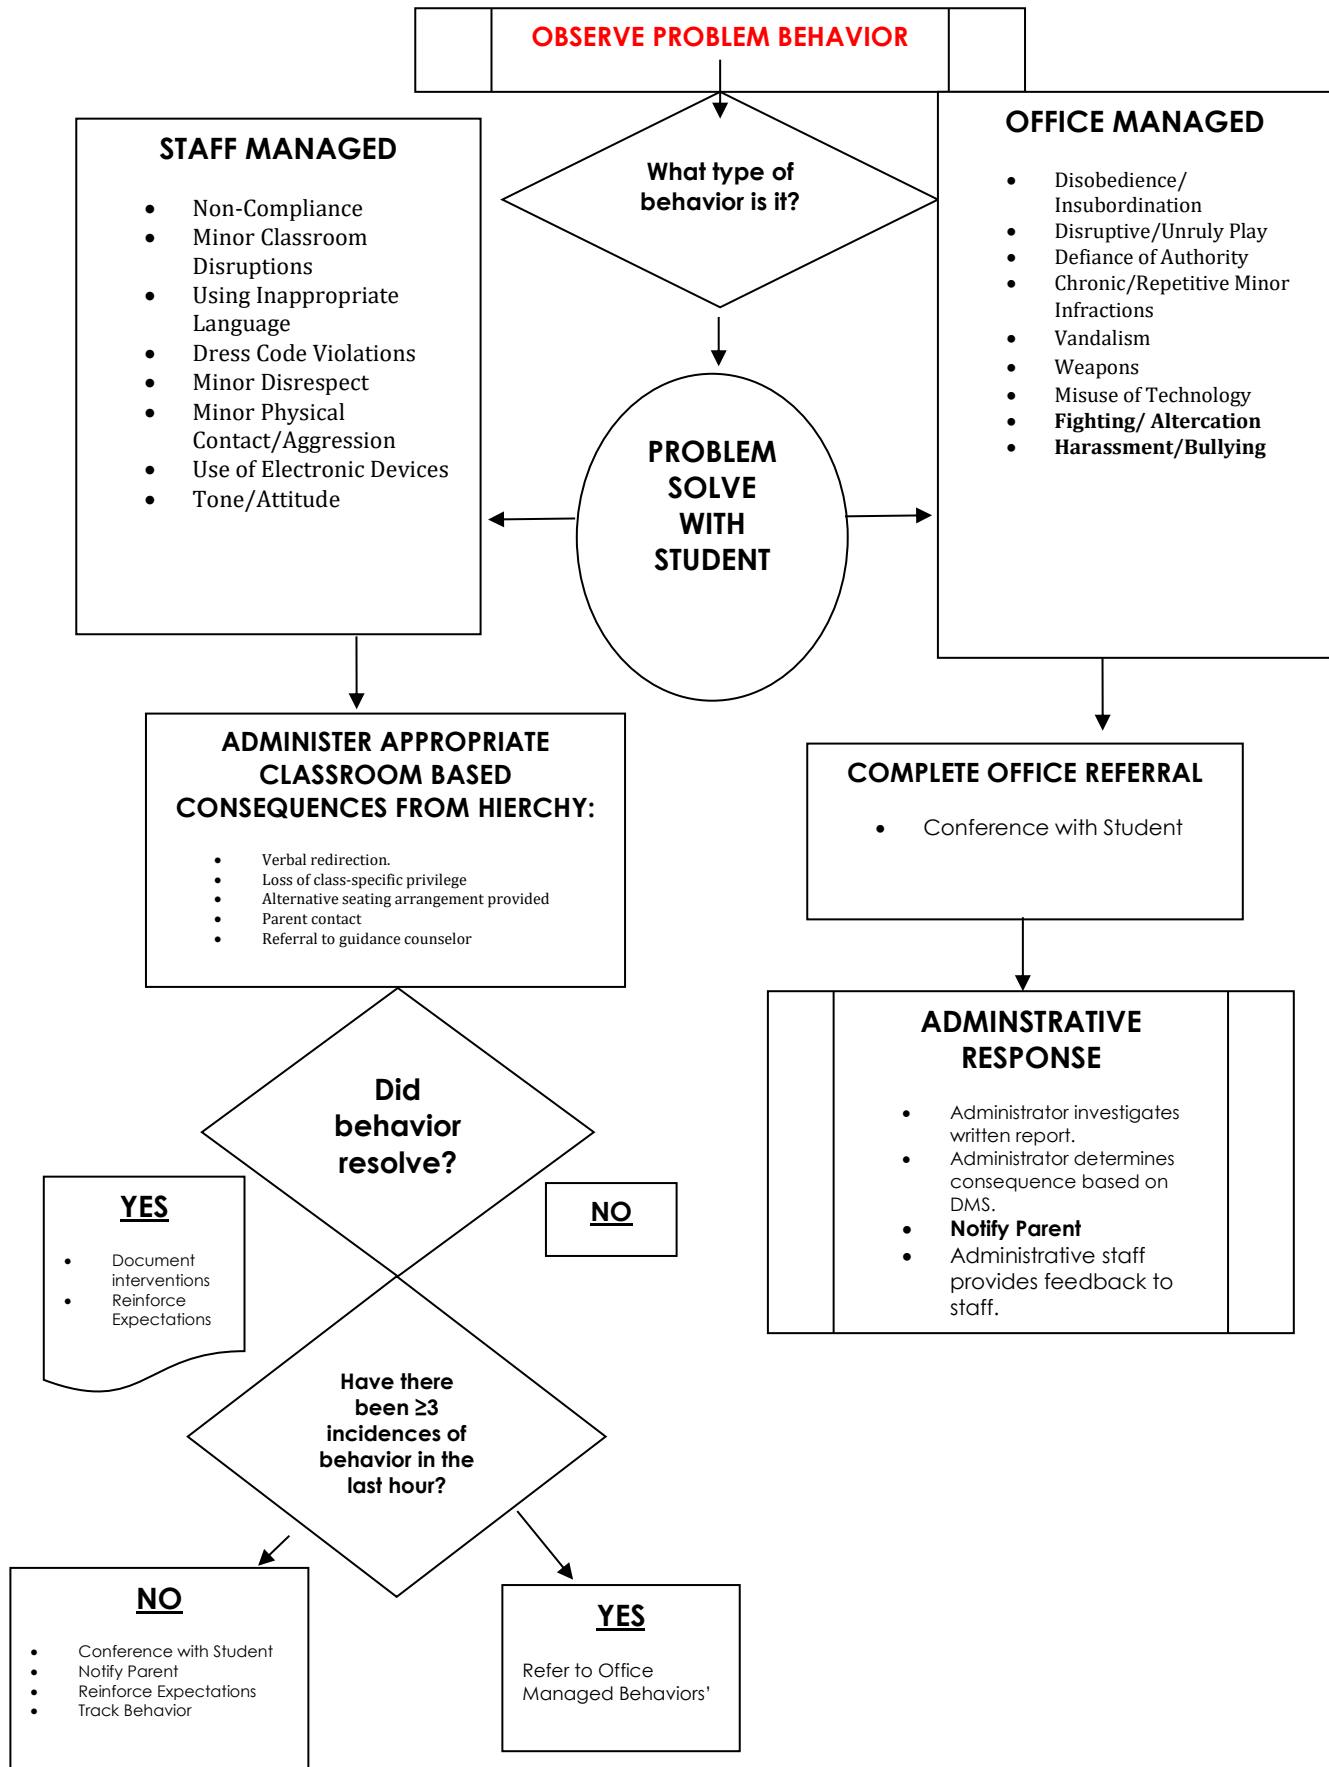 OBSERVE PROBLEM BEHAVIOR
What type of
behavior is it?
STAFF MANAGED
• Non-Compliance
• Minor Classroom
Disruptions
• Using Inappropriate
Language
• Dress Code Violations
• Minor Disrespect
• Minor Physical
Contact/Aggression
• Use of Electronic Devices
• Tone/Attitude
OFFICE MANAGED
• Disobedience/
Insubordination
• Disruptive/Unruly Play
• Defiance of Authority
• Chronic/Repetitive Minor
Infractions
• Vandalism
• Weapons
• Misuse of Technology
• Fighting/ Altercation
• Harassment/Bullying
PROBLEM
SOLVE
WITH
STUDENT
ADMINISTER APPROPRIATE
CLASSROOM BASED
CONSEQUENCES FROM HIERCHY:
• Verbal redirection.
• Loss of class-specific privilege
• Alternative seating arrangement provided
• Parent contact
• Referral to guidance counselor
COMPLETE OFFICE REFERRAL
• Conference with Student
ADMINSTRATIVE
RESPONSE
• Administrator investigates
written report.
• Administrator determines
consequence based on
DMS.
• Notify Parent
• Administrative staff
provides feedback to
staff.
Did
behavior
resolve?
YES
• Document
interventions
• Reinforce
Expectations
NO
Have there
been ≥3
incidences of
behavior in the
last hour?
NO
• Conference with Student
• Notify Parent
• Reinforce Expectations
• Track Behavior
YES
Refer to Office
Managed Behaviors’